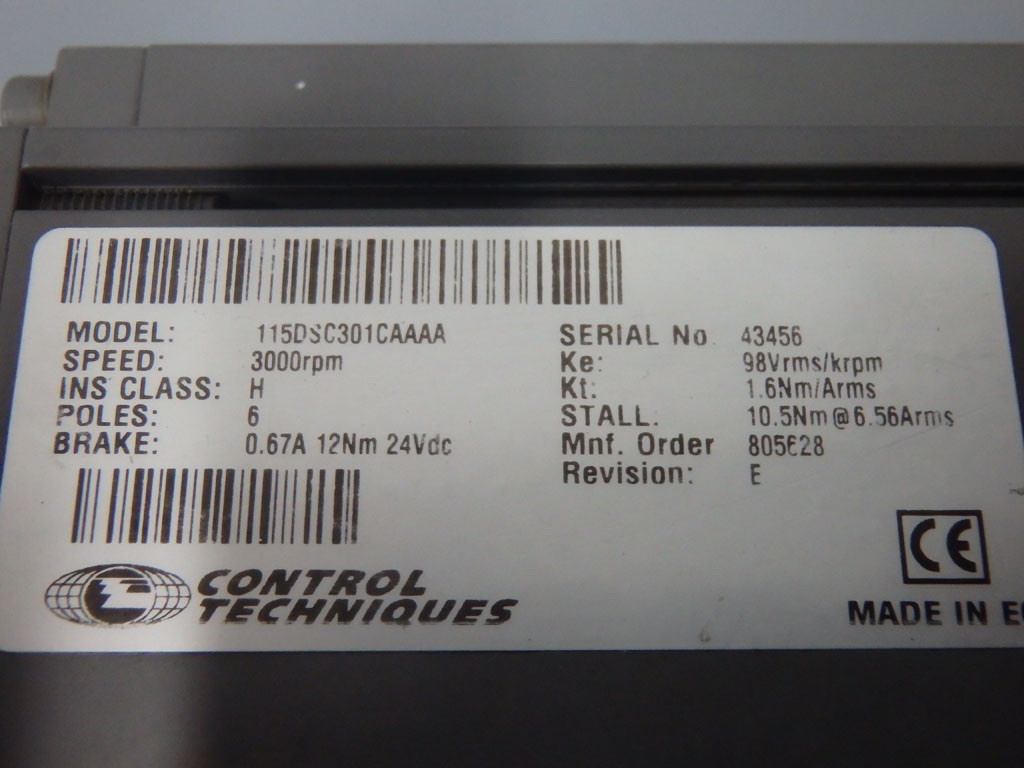 MODEL: 115DSC301CAAAA
SPEED: 3000rpm
INS CLASS: H
POLES: 6
BRAKE: 0.67A 12Nm 24Vdc
SERIAL No 43456
Ke: 98Vrms/krpm
Kt: 1.6Nm/Arms
STALL. 10.5Nm@6.56Arms
Mnf. Order
Revision: E
CE
CONTROL
TECHNIQUES
MADE IN